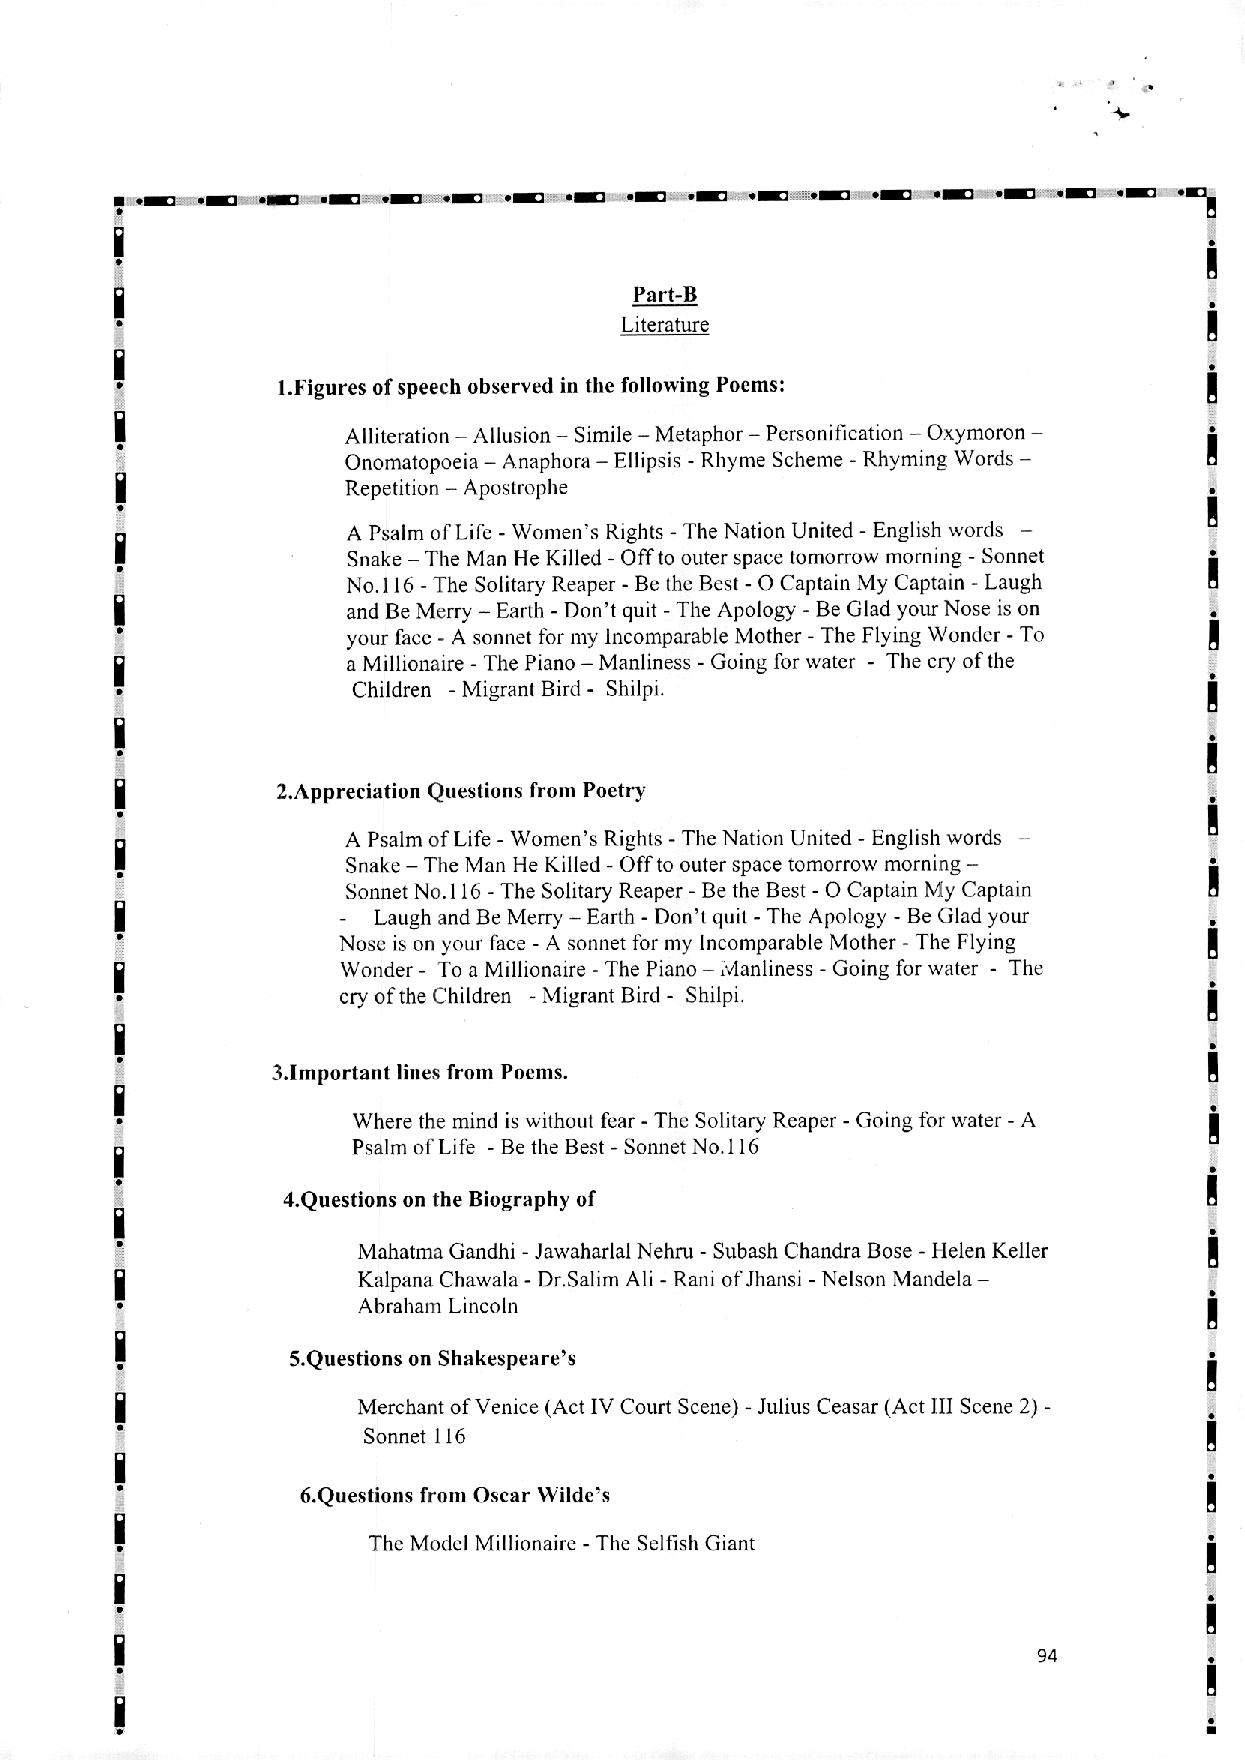 Part-B
Literature
1.Figures of speech observed in the following Poems:
Alliteration – Allusion – Simile – Metaphor – Personification – Oxymoron –
Onomatopoeia – Anaphora – Ellipsis - Rhyme Scheme - Rhyming Words –
Repetition – Apostrophe
A Psalm of Life - Women's Rights - The Nation United - English words –
Snake – The Man He Killed - Off to outer space tomorrow morning - Sonnet
No.116 - The Solitary Reaper - Be the Best - O Captain My Captain - Laugh
and Be Merry – Earth - Don't quit - The Apology - Be Glad your Nose is on
your face - A sonnet for my Incomparable Mother - The Flying Wonder - To
a Millionaire - The Piano – Manliness - Going for water - The cry of the
Children - Migrant Bird - Shilpi.
2.Appreciation Questions from Poetry
A Psalm of Life - Women's Rights - The Nation United - English words –
Snake – The Man He Killed - Off to outer space tomorrow morning –
Sonnet No.116 - The Solitary Reaper - Be the Best - O Captain My Captain
- Laugh and Be Merry – Earth - Don't quit - The Apology - Be Glad your
Nose is on your face - A sonnet for my Incomparable Mother - The Flying
Wonder - To a Millionaire - The Piano – Manliness - Going for water - The
cry of the Children - Migrant Bird - Shilpi.
3.Important lines from Poems.
Where the mind is without fear - The Solitary Reaper - Going for water - A
Psalm of Life - Be the Best - Sonnet No.116
4.Questions on the Biography of
Mahatma Gandhi - Jawaharlal Nehru - Subash Chandra Bose - Helen Keller
Kalpana Chawala - Dr.Salim Ali - Rani of Jhansi - Nelson Mandela –
Abraham Lincoln
5.Questions on Shakespeare's
Merchant of Venice (Act IV Court Scene) - Julius Ceasar (Act III Scene 2) -
Sonnet 116
6.Questions from Oscar Wilde's
The Model Millionaire - The Selfish Giant
94